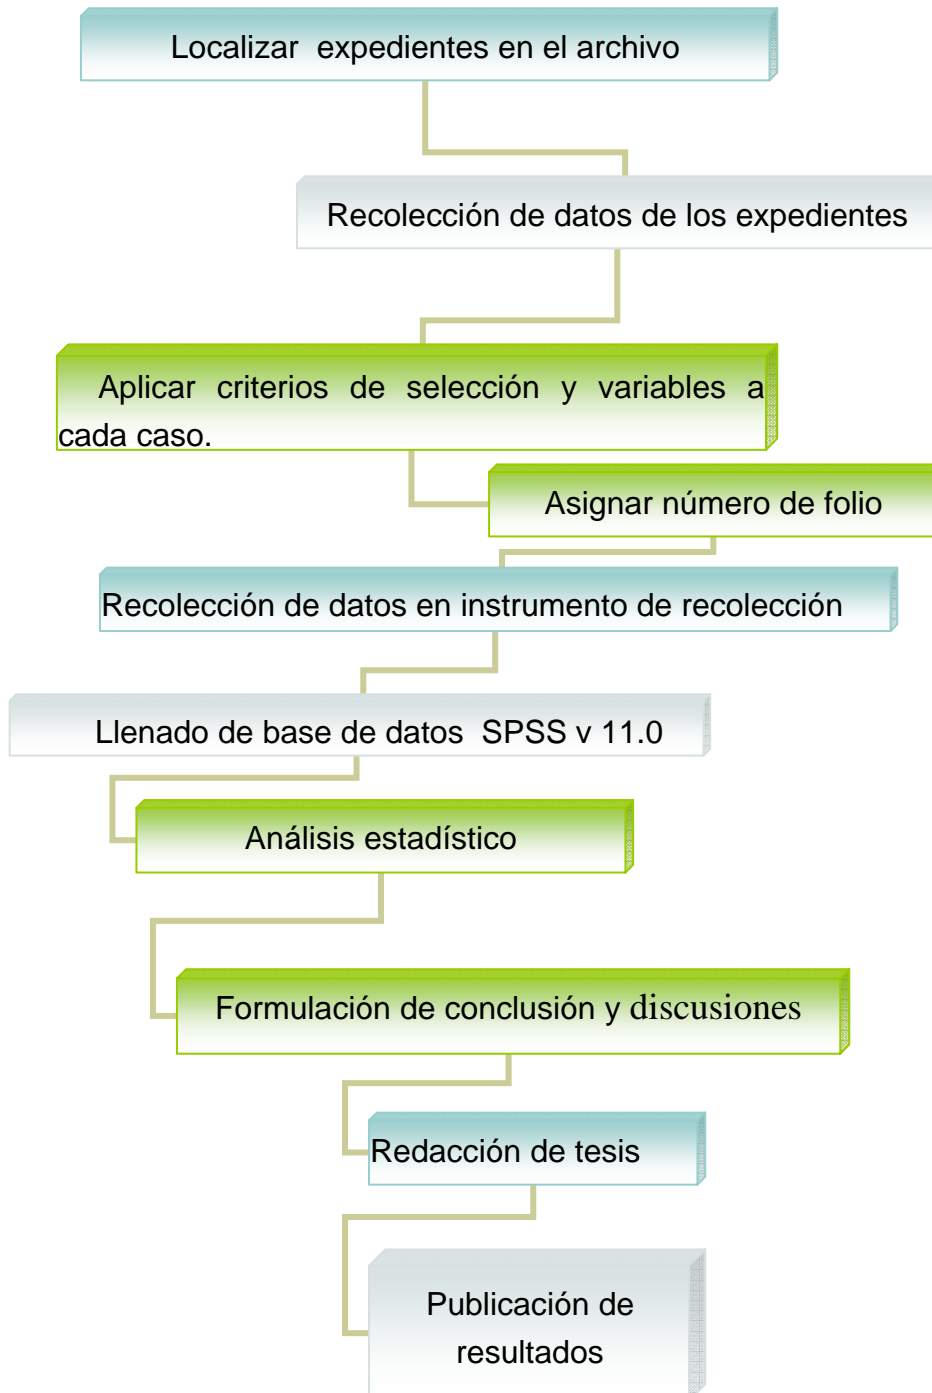 Localizar expedientes en el archivo
Recolección de datos de los expedientes
Aplicar criterios de selección y variables a
cada caso.
Asignar número de folio
Recolección de datos en instrumento de recolección
Llenado de base de datos SPSS v 11.0
Análisis estadístico
Formulación de conclusión y discusiones
Redacción de tesis
Publicación de
resultados